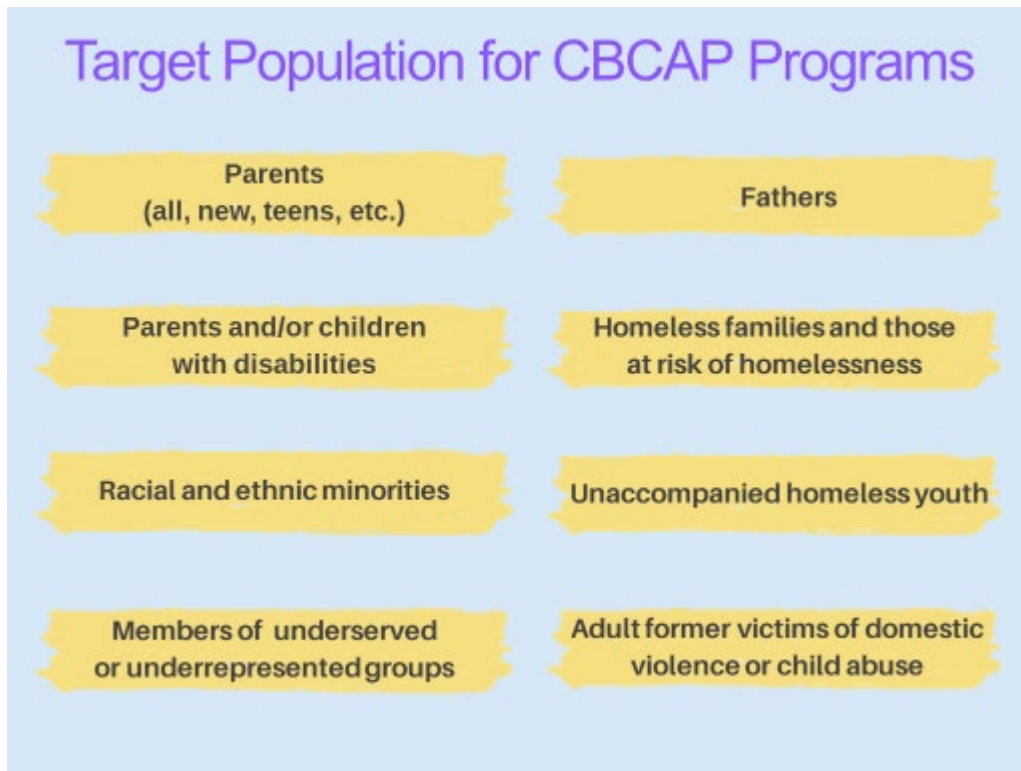 Target Population for CBCAP Programs
Parents
(all, new, teens, etc.)
Fathers
Parents and/or children
with disabilities
Homeless families and those
at risk of homelessness
Racial and ethnic minorities
Unaccompanied homeless youth
Members of underserved
or underrepresented groups
Adult former victims of domestic
violence or child abuse